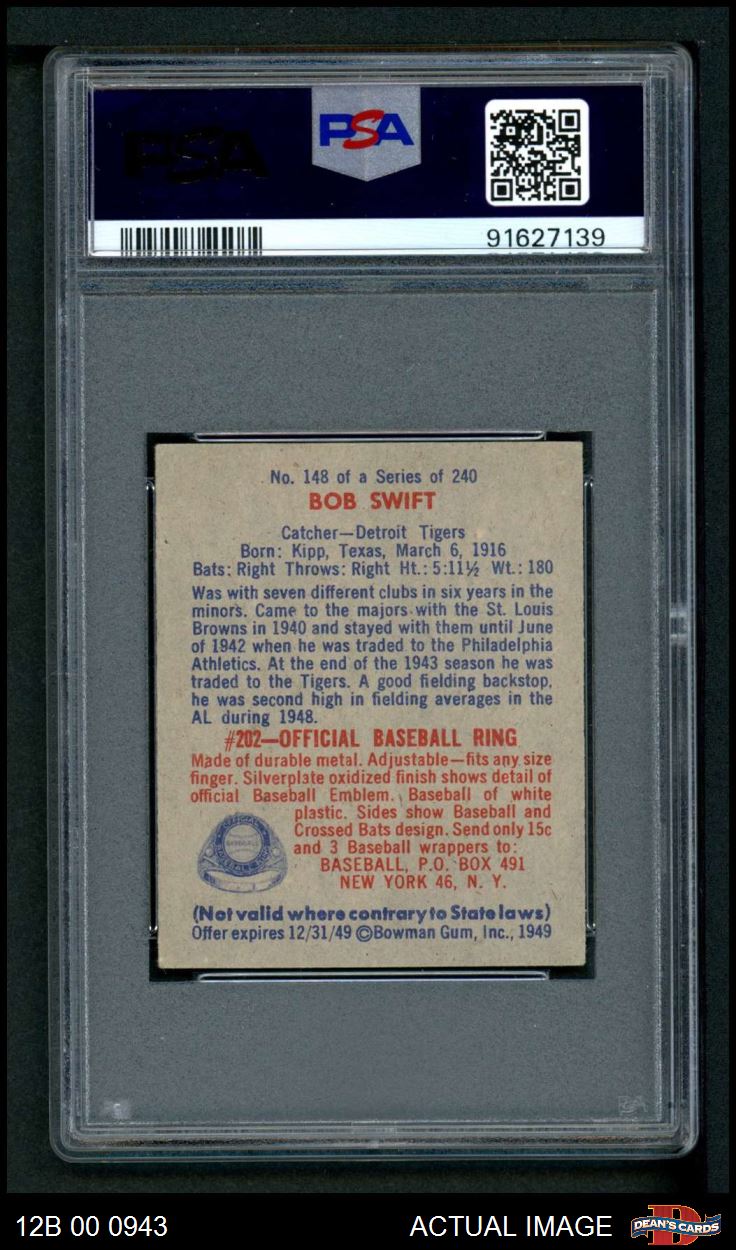 PSA
PSA
91627139
No. 148 of a Series of 240
BOB SWIFT
Catcher—Detroit Tigers
Born: Kipp, Texas, March 6, 1916
Bats: Right Throws: Right Ht.: 5:11½ Wt.: 180
Was with seven different clubs in six years in the
minors. Came to the majors with the St. Louis
Browns in 1940 and stayed with them until June
of 1942 when he was traded to the Philadelphia
Athletics. At the end of the 1943 season he was
traded to the Tigers. A good fielding backstop,
he was second high in fielding averages in the
AL during 1948.
#202—OFFICIAL BASEBALL RING
Made of durable metal. Adjustable—fits any size
finger. Silverplate oxidized finish shows detail of
official Baseball Emblem. Baseball of white
plastic. Sides show Baseball and
Crossed Bats design. Send only 15c
and 3 Baseball wrappers to:
BASEBALL, P.O. BOX 491
NEW YORK 46, N. Y.
OFFICIAL
BASEBALL
BASEBALL RING
(Not valid where contrary to State laws)
Offer expires 12/31/49 ©Bowman Gum, Inc., 1949
12B 00 0943
ACTUAL IMAGE
DEAN'S CARDS